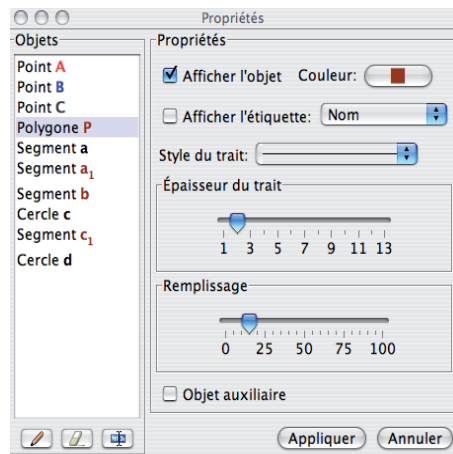 Propriétés
Objets
Point A
Point B
Point C
Polygone P
Segment a
Segment a₁
Segment b
Cercle c
Segment c₁
Cercle d
Propriétés
Afficher l'objet Couleur:
Afficher l'étiquette: Nom
Style du trait:
Épaisseur du trait
1 3 5 7 9 11 13
Remplissage
0 25 50 75 100
Objet auxiliaire
Appliquer Annuler